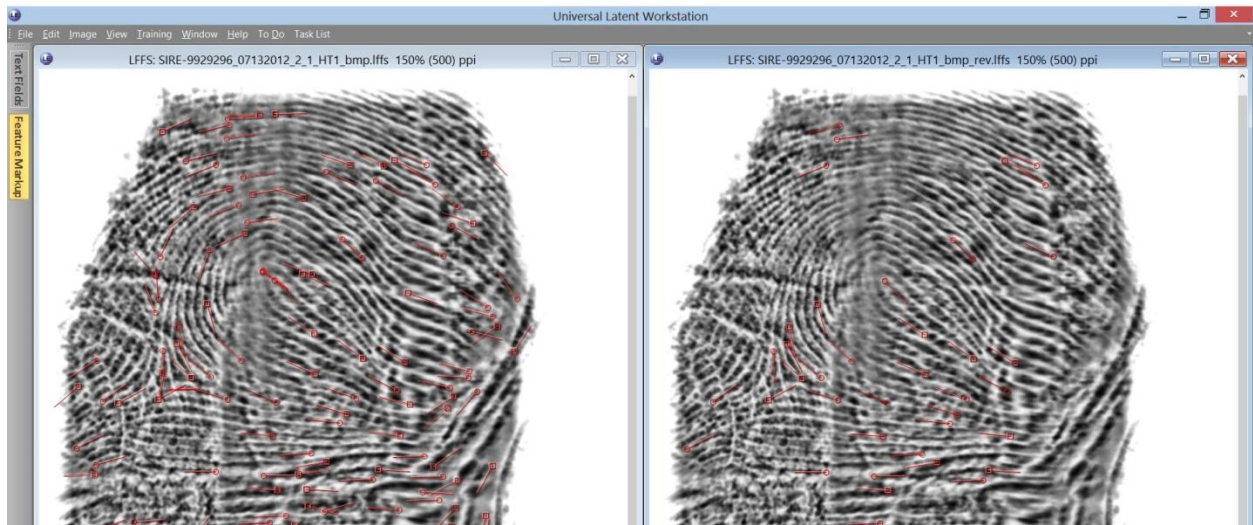 Universal Latent Workstation
File Edit Image View Training Window Help To Do Task List
Text Fields
Feature Markup
LFFS: SIRE-9929296_07132012_2_1_HT1_bmp.lffs 150% (500) ppi
LFFS: SIRE-9929296_07132012_2_1_HT1_bmp_rev.lffs 150% (500) ppi